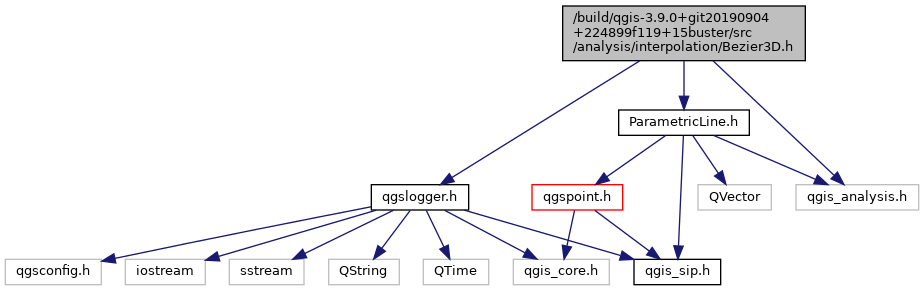 /build/qgis-3.9.0+git20190904
+224899f119+15buster/src
/analysis/interpolation/Bezier3D.h
ParametricLine.h
qgslogger.h
qgspoint.h
QVector
qgis_analysis.h
qgsconfig.h
iostream
sstream
QString
QTime
qgis_core.h
qgis_sip.h